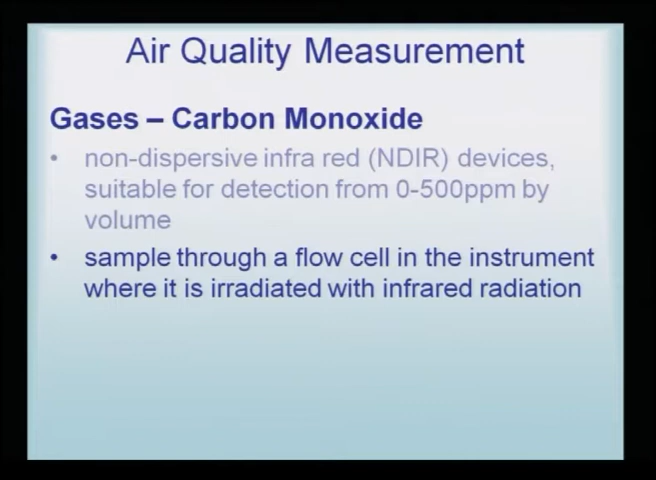 Air Quality Measurement
Gases – Carbon Monoxide
• non-dispersive infra red (NDIR) devices,
suitable for detection from 0-500ppm by
volume
• sample through a flow cell in the instrument
where it is irradiated with infrared radiation